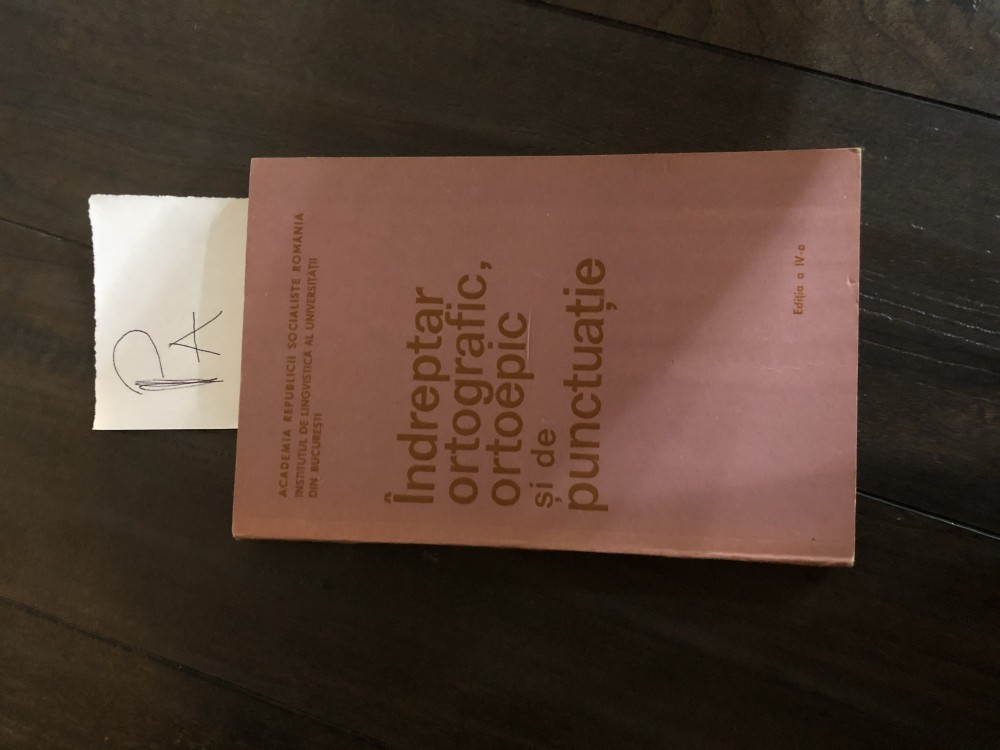 PA
ACADEMIA REPUBLICII SOCIALISTE ROMÂNIA
INSTITUTUL DE LINGVISTICĂ AL UNIVERSITĂȚII
DIN BUCUREȘTI
Îndreptar
ortografic,
ortoepic
și de
punctuație
Ediția a IV-a